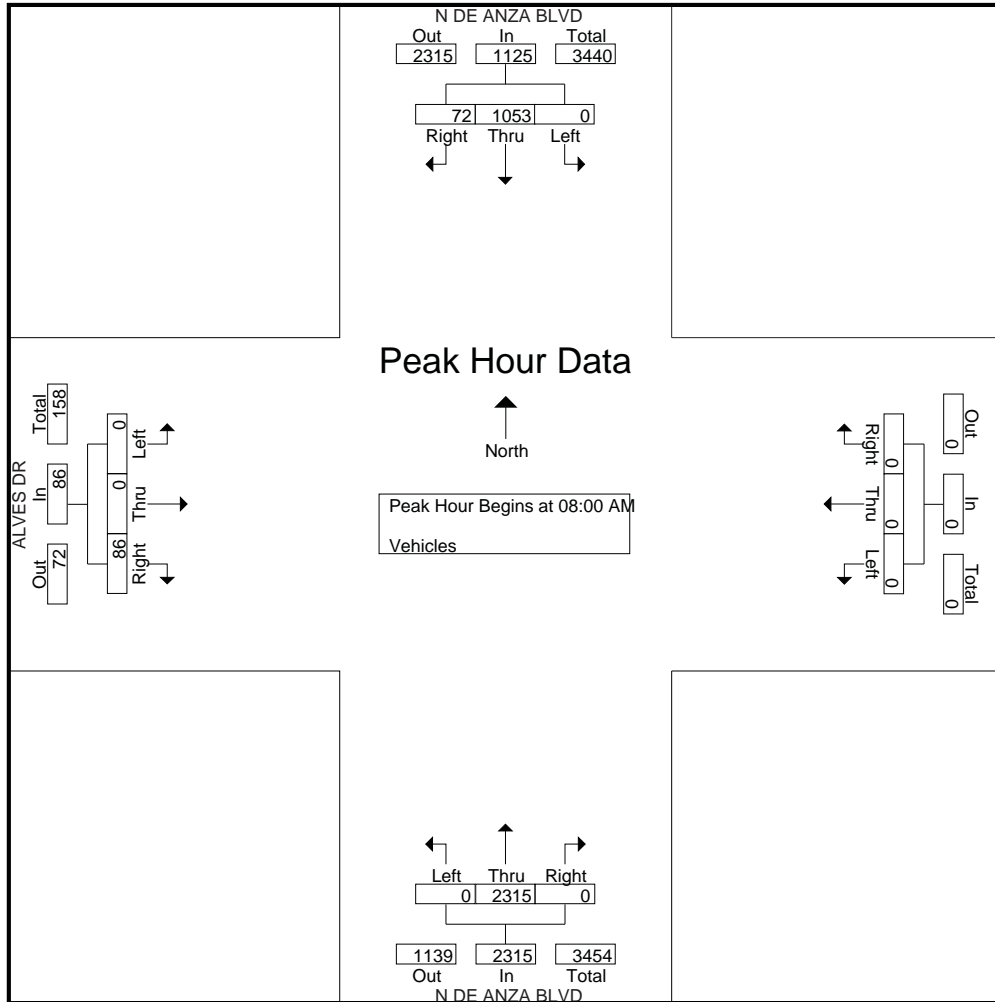 N DE ANZA BLVD
Out In Total
2315 1125 3440
72 1053 0
Right Thru Left
Peak Hour Data
North
Peak Hour Begins at 08:00 AM
Vehicles
ALVES DR
Out In Total
72 86 158
0 0 86
Left Thru Right
Right Thru Left
0 0 0
Out In Total
0 0 0
Left Thru Right
0 2315 0
1139 2315 3454
Out In Total
N DE ANZA BLVD